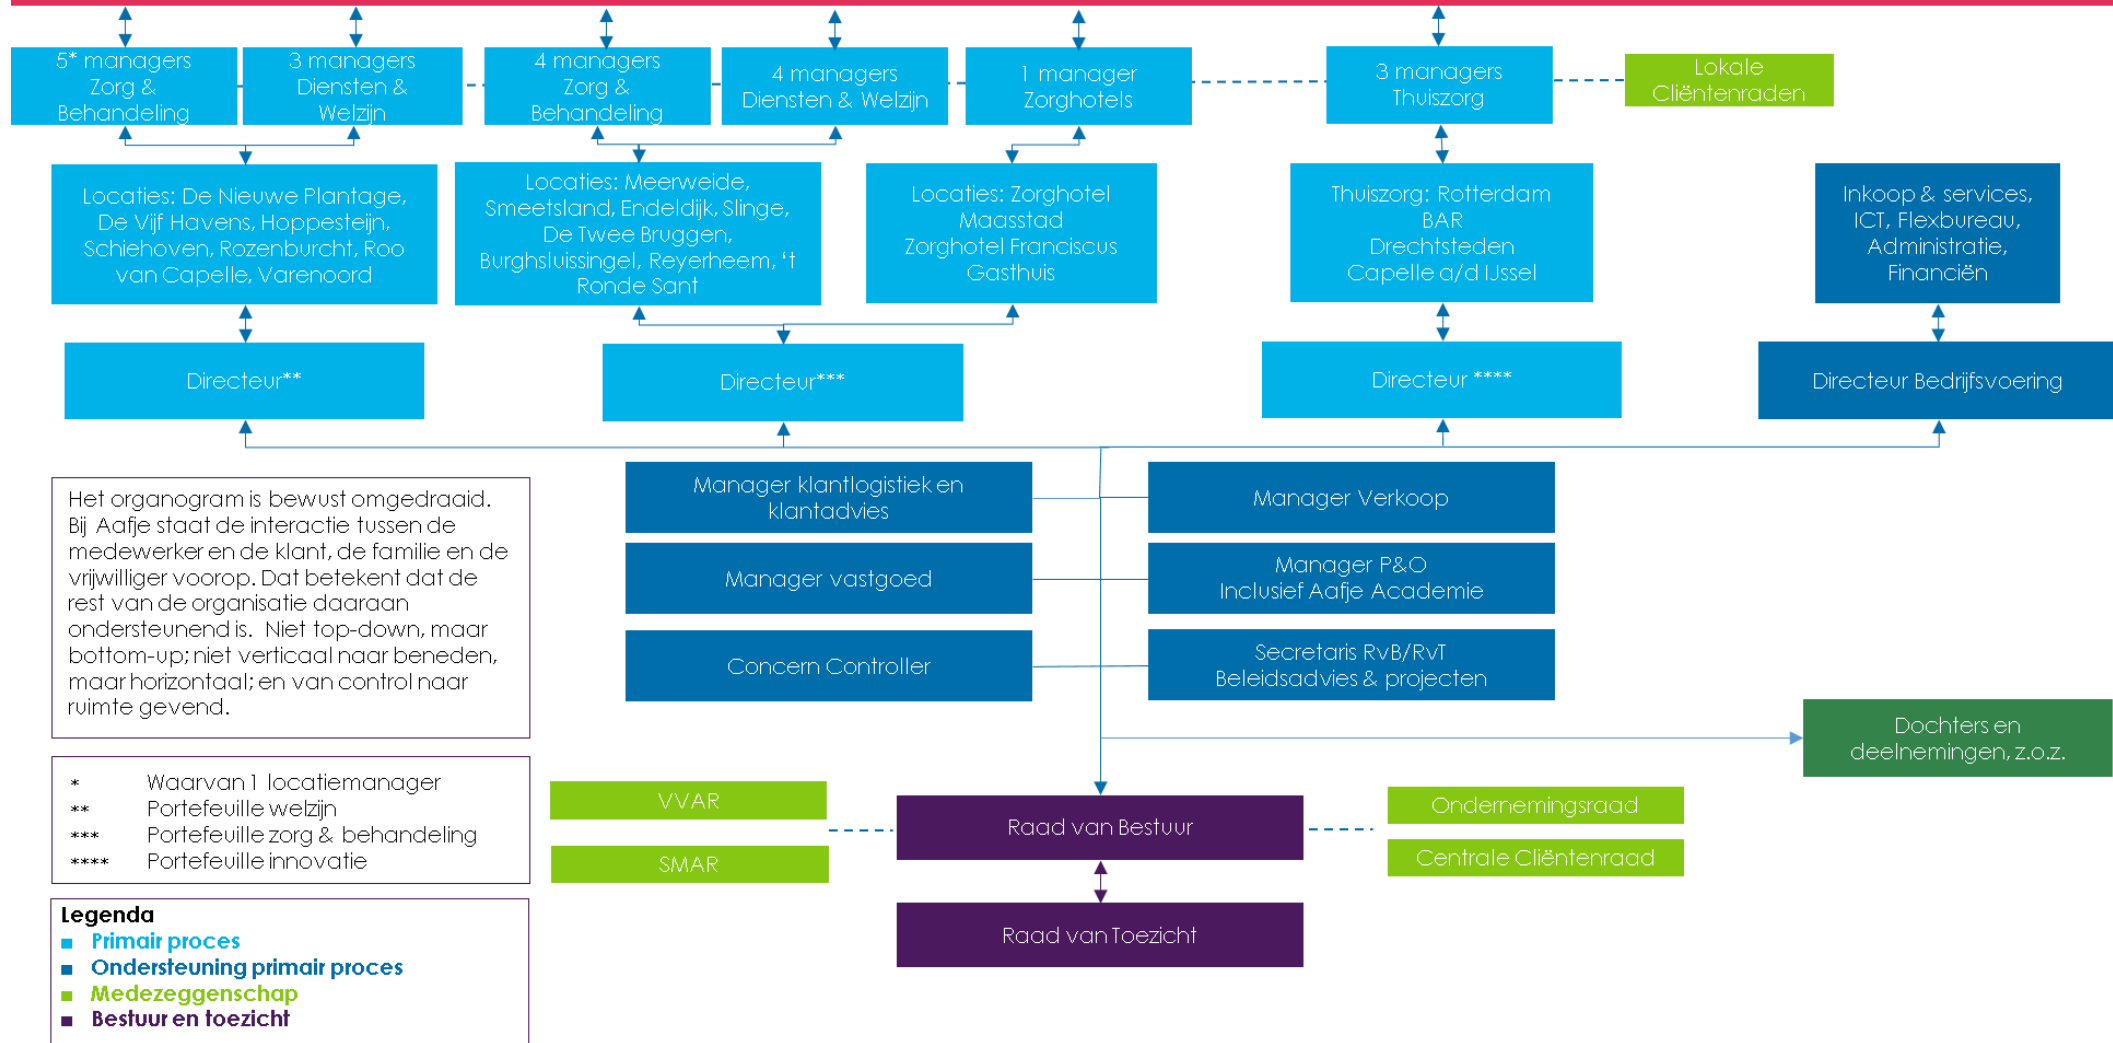 5* managers
Zorg &
Behandeling
3 managers
Diensten &
Welzijn
4 managers
Zorg &
Behandeling
4 managers
Diensten & Welzijn
1 manager
Zorghotels
3 managers
Thuiszorg
Lokale
Cliëntenraden
Locaties: De Nieuwe Plantage,
De Vijf Havens, Hoppesteijn,
Schiehoven, Rozenburcht, Roo
van Capelle, Varenoord
Locaties: Meerweide,
Smeetsland, Endeldijk, Slinge,
De Twee Bruggen,
Burghsluissingel, Reyerheem, ‘t
Ronde Sant
Locaties: Zorghotel
Maasstad
Zorghotel Franciscus
Gasthuis
Thuiszorg: Rotterdam
BAR
Drechtsteden
Capelle a/d IJssel
Inkoop & services,
ICT, Flexbureau,
Administratie,
Financiën
Directeur**
Directeur***
Directeur ****
Directeur Bedrijfsvoering
Het organogram is bewust omgedraaid.
Bij Aafje staat de interactie tussen de
medewerker en de klant, de familie en de
vrijwilliger voorop. Dat betekent dat de
rest van de organisatie daaraan
ondersteunend is. Niet top-down, maar
bottom-up; niet verticaal naar beneden,
maar horizontaal; en van control naar
ruimte gevend.
Manager klantlogistiek en
klantadvies
Manager Verkoop
Manager vastgoed
Manager P&O
Inclusief Aafje Academie
Concern Controller
Secretaris RvB/RvT
Beleidsadvies & projecten
Dochters en
deelnemingen, z.o.z.
* Waarvan 1 locatiemanager
** Portefeuille welzijn
*** Portefeuille zorg & behandeling
**** Portefeuille innovatie
VVAR
SMAR
Raad van Bestuur
Ondernemingsraad
Centrale Cliëntenraad
Raad van Toezicht
Legenda
Primair proces
Ondersteuning primair proces
Medezeggenschap
Bestuur en toezicht